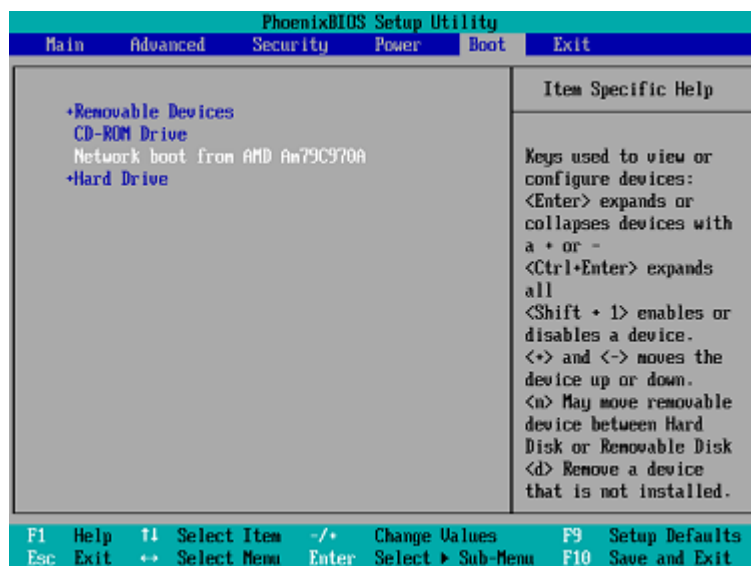 PhoenixBIOS Setup Utility
Main Advanced Security Power Boot Exit
+Removable Devices
CD-ROM Drive
Network boot from AMD Am79C970A
+Hard Drive
Item Specific Help
Keys used to view or
configure devices:
<Enter> expands or
collapses devices with
a + or -
<Ctrl+Enter> expands
all
<Shift + 1> enables or
disables a device.
<+> and <-> moves the
device up or down.
<n> May move removable
device between Hard
Disk or Removable Disk
<d> Remove a device
that is not installed.
F1 Help ↑↓ Select Item -/+ Change Values F9 Setup Defaults
Esc Exit ↔ Select Menu Enter Select ▶ Sub-Menu F10 Save and Exit